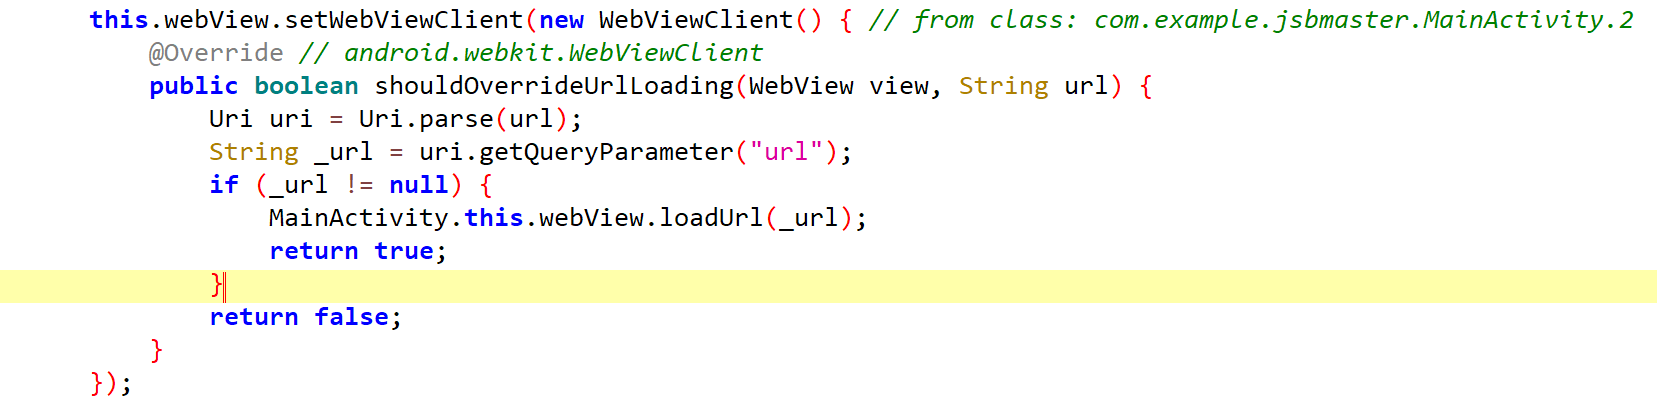 this.webView.setWebViewClient(new WebViewClient() { // from class: com.example.jsbmaster.MainActivity.2
@Override // android.webkit.WebViewClient
public boolean shouldOverrideUrlLoading(WebView view, String url) {
Uri uri = Uri.parse(url);
String _url = uri.getQueryParameter("url");
if (_url != null) {
MainActivity.this.webView.loadUrl(_url);
return true;
}
return false;
}
});